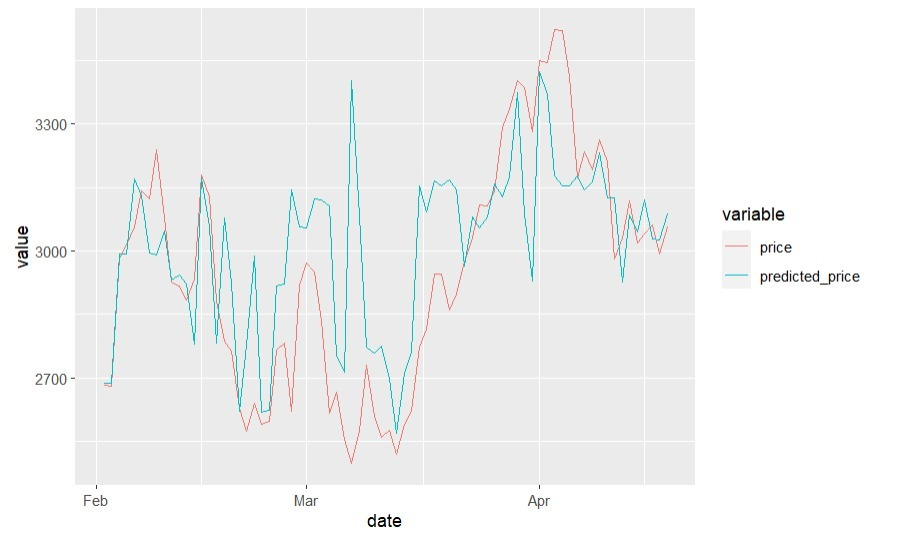 3300
3000
2700
value
Feb
Mar
Apr
date
variable
price
predicted_price